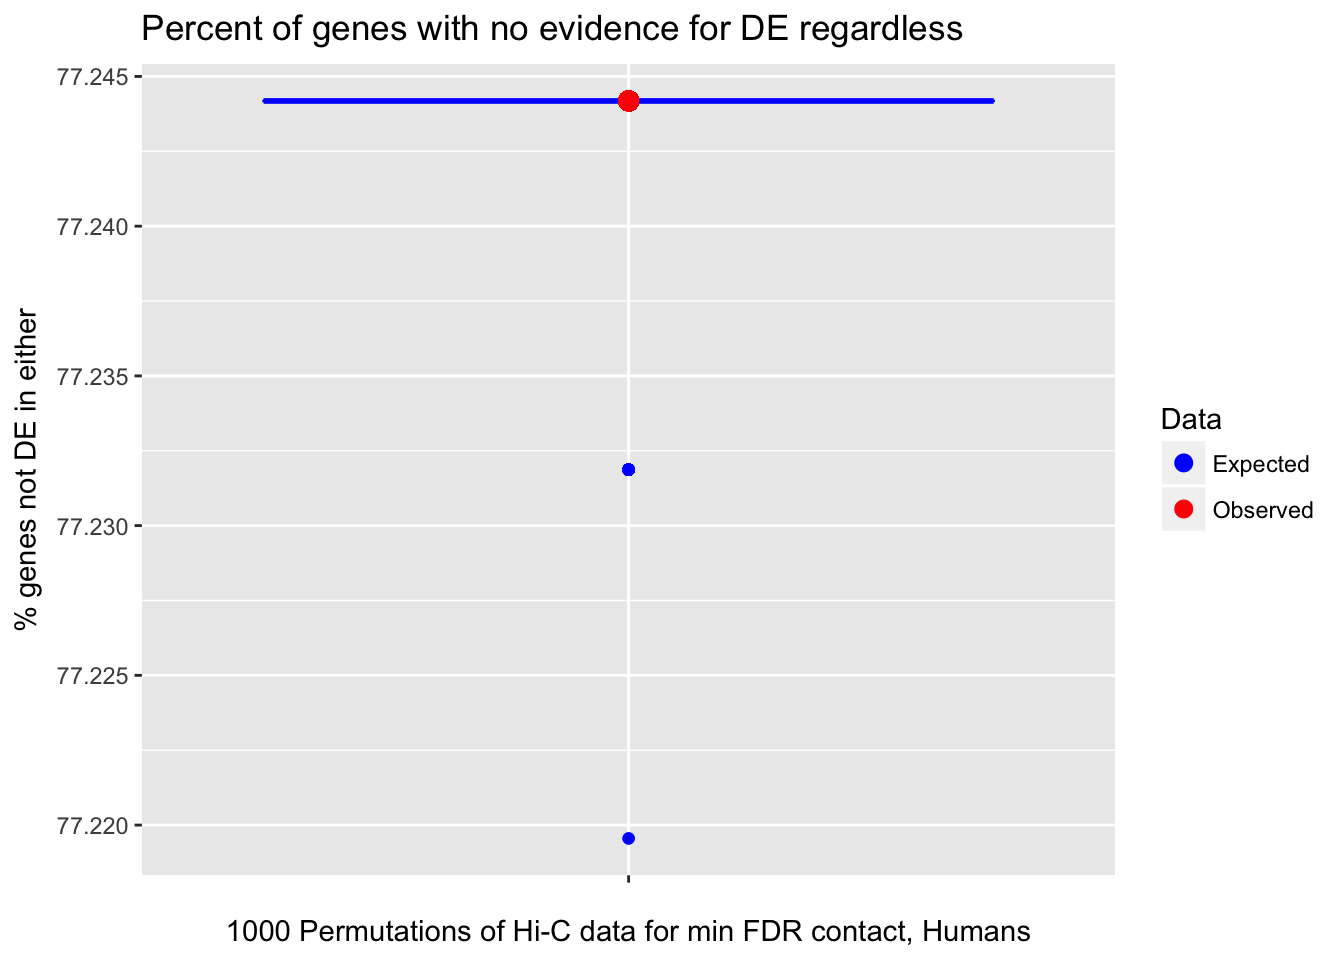 Percent of genes with no evidence for DE regardless
77.245
77.240
77.235
77.230
77.225
77.220
% genes not DE in either
1000 Permutations of Hi-C data for min FDR contact, Humans
Data
Expected
Observed